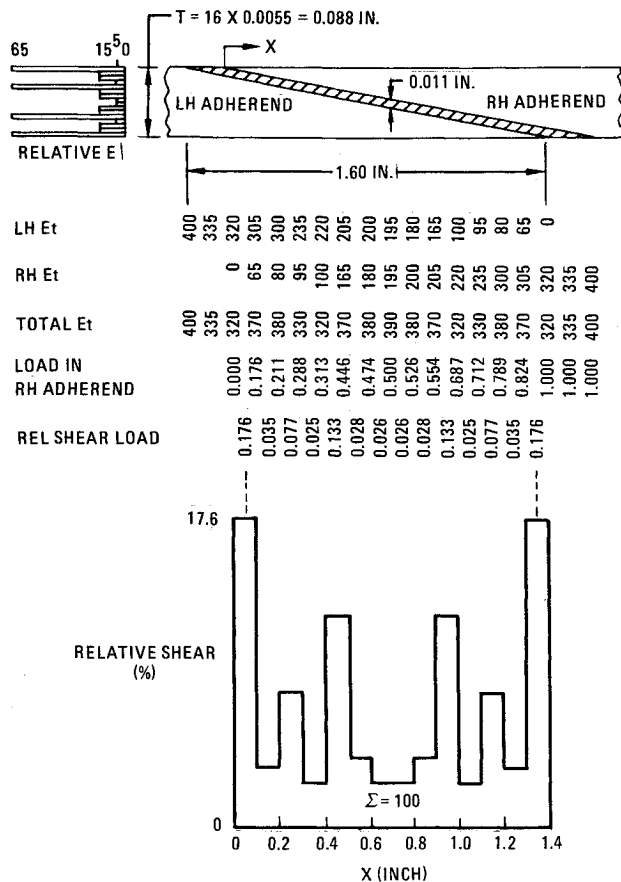 T = 16 X 0.0055 = 0.088 IN.
65 15 5 0
X
0.011 IN.
LH ADHEREND
RH ADHEREND
RELATIVE E
1.60 IN.
LH Et 400 335 320 305 300 235 220 205 200 195 180 165 100 95 80 65 0
RH Et 0 65 80 95 100 165 180 195 200 205 220 235 300 305 320 335 400
TOTAL Et 400 335 320 370 380 330 320 370 380 390 380 370 320 330 380 370 320 335 400
LOAD IN
RH ADHEREND 0.000 0.176 0.211 0.288 0.313 0.446 0.474 0.500 0.526 0.554 0.687 0.712 0.789 0.824 1.000 1.000 1.000
REL SHEAR LOAD 0.176 0.035 0.077 0.025 0.133 0.028 0.026 0.026 0.028 0.133 0.025 0.077 0.035 0.176
17.6
RELATIVE SHEAR
(%)
Σ = 100
0
0 0.2 0.4 0.6 0.8 1.0 1.2 1.4
X (INCH)